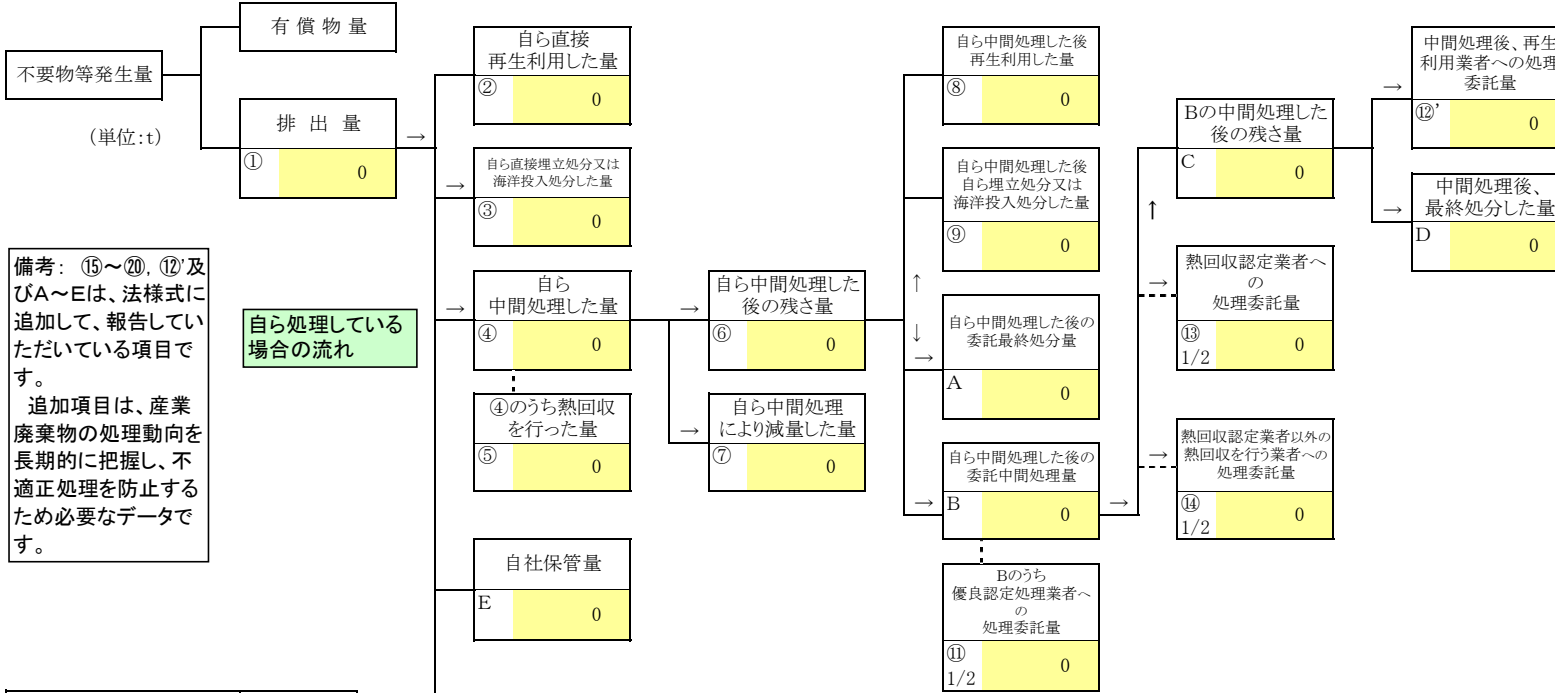 有 償 物 量
不要物等発生量
(単位:t)
排 出 量
→
①
0
自ら直接
再生利用した量
②
0
→
自ら直接埋立処分又は
海洋投入処分した量
③
0
→
自ら
中間処理した量
④
0
④のうち熱回収
を行った量
⑤
0
自社保管量
E
0
備考： ⑮～⑳, ⑫'及
びA～Eは、法様式に
追加して、報告してい
ただいている項目で
す。
追加項目は、産業
廃棄物の処理動向を
長期的に把握し、不
適正処理を防止する
ため必要なデータで
す。
自ら処理している
場合の流れ
→
自ら中間処理した
後の残さ量
⑥
0
→
自ら中間処理
により減量した量
⑦
0
自ら中間処理した後
再生利用した量
⑧
0
自ら中間処理した後
自ら埋立処分又は
海洋投入処分した量
⑨
0
↑
↓
→
自ら中間処理した後の
委託最終処分量
A
0
→
自ら中間処理した後の
委託中間処理量
B
0
→
Bのうち
優良認定処理業者へ
の
処理委託量
⑪
1/2
0
Bの中間処理した
後の残さ量
C
0
↑
→
熱回収認定業者へ
の
処理委託量
⑬
1/2
0
→
熱回収認定業者以外の
熱回収を行う業者への
処理委託量
⑭
1/2
0
→
中間処理後、再生
利用業者への処理
委託量
⑫'
0
→
中間処理後、
最終処分した量
D
0